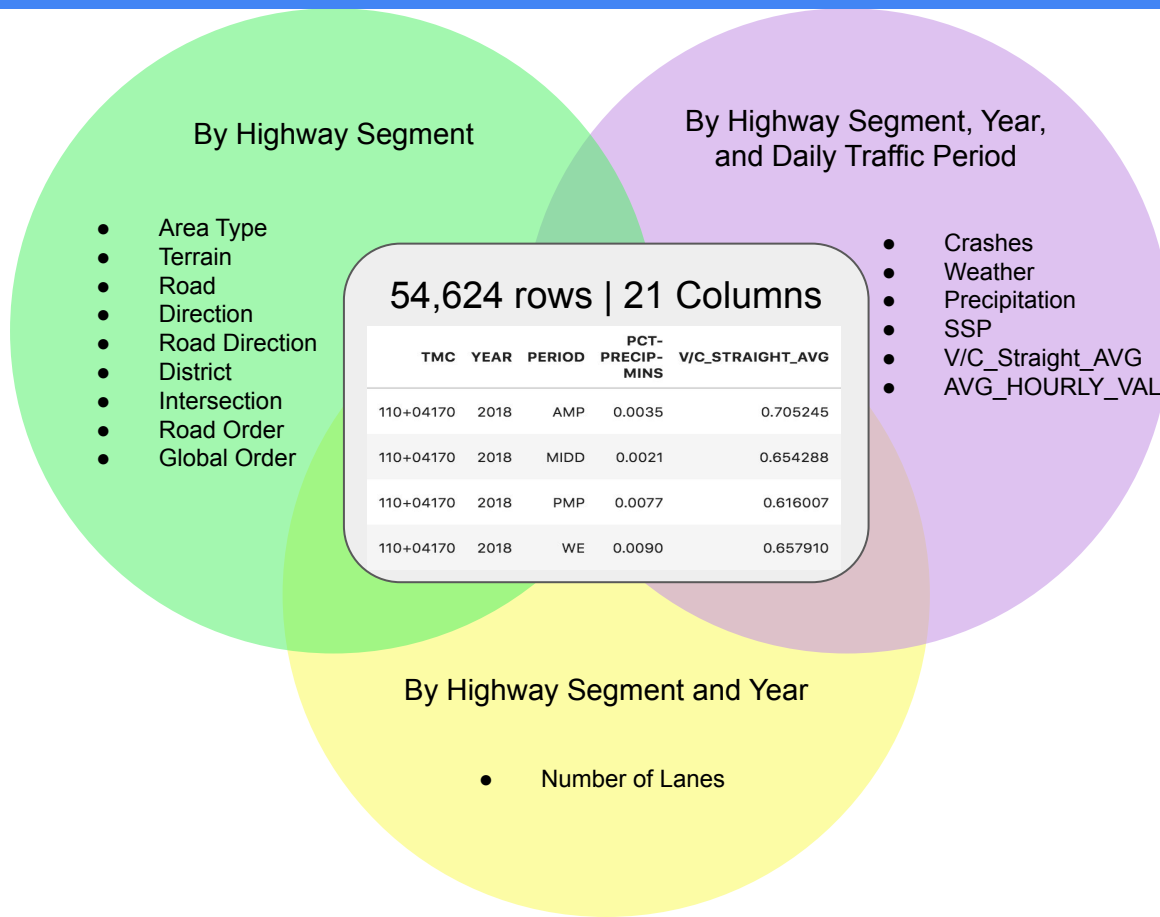 By Highway Segment
● Area Type
● Terrain
● Road
● Direction
● Road Direction
● District
● Intersection
● Road Order
● Global Order
By Highway Segment, Year,
and Daily Traffic Period
● Crashes
● Weather
● Precipitation
● SSP
● V/C_Straight_AVG
● AVG_HOURLY_VAL
54,624 rows | 21 Columns
TMC YEAR PERIOD PCT-PRECIP-MINS V/C_STRAIGHT_AVG
110+04170 2018 AMP 0.0035 0.705245
110+04170 2018 MIDD 0.0021 0.654288
110+04170 2018 PMP 0.0077 0.616007
110+04170 2018 WE 0.0090 0.657910
By Highway Segment and Year
● Number of Lanes